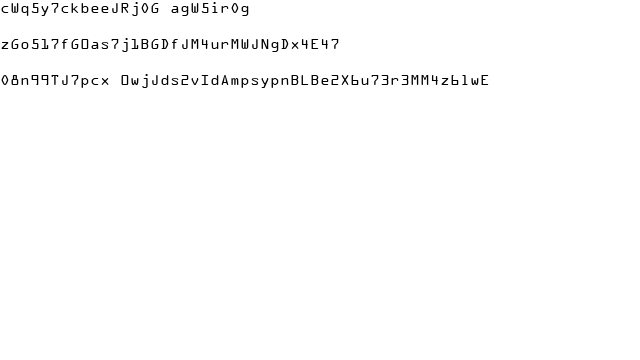 cWq5y7ckbeeJRj0G agW5ir0g
zGo517fGOas7j1BGDfJM4urMWJNgDx4E47
08n99TJ7pcx OwjJds2vIdAmpsypnBLBe2X6u73r3MM4z61wE